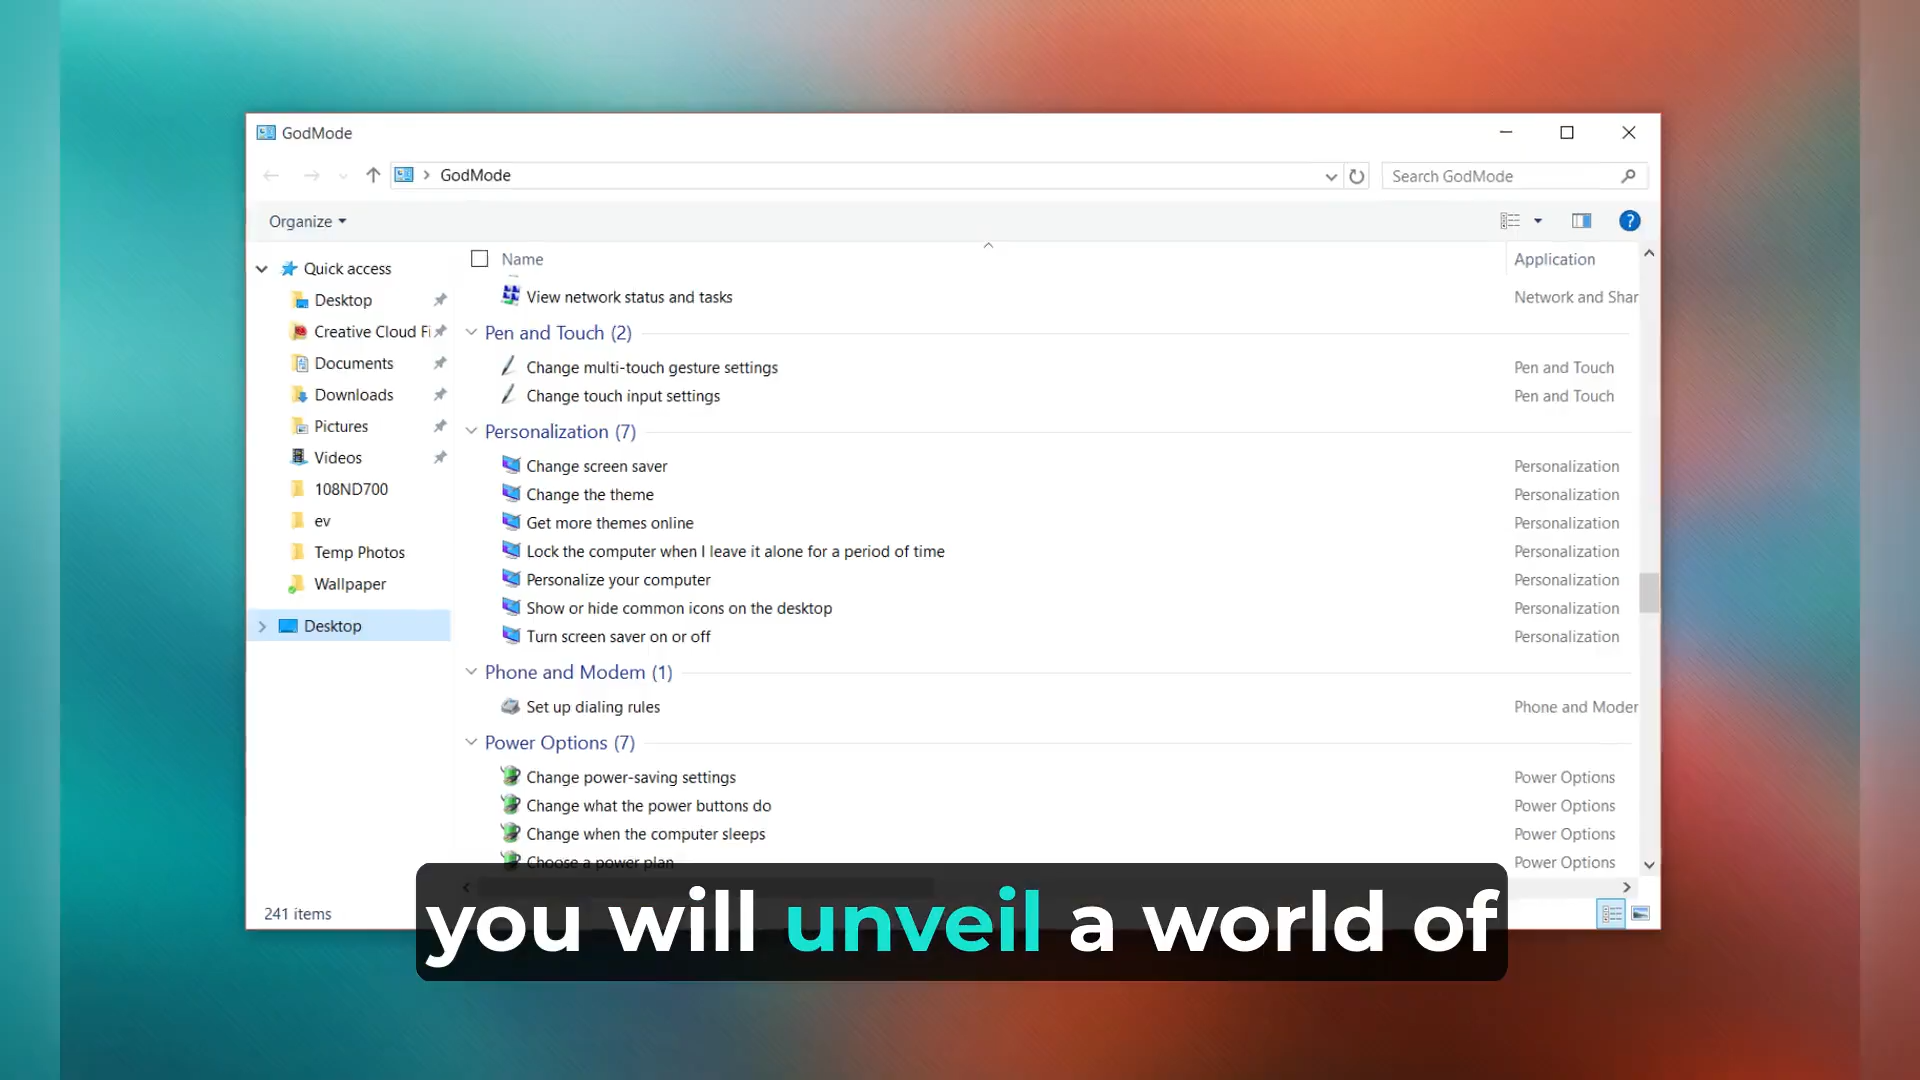 GodMode
GodMode
Search GodMode
Organize
?
Name
Application
Quick access
Desktop
Creative Cloud Fi
Documents
Downloads
Pictures
Videos
108ND700
ev
Temp Photos
Wallpaper
Desktop
View network status and tasks Network and Shar
Pen and Touch (2)
Change multi-touch gesture settings Pen and Touch
Change touch input settings Pen and Touch
Personalization (7)
Change screen saver Personalization
Change the theme Personalization
Get more themes online Personalization
Lock the computer when I leave it alone for a period of time Personalization
Personalize your computer Personalization
Show or hide common icons on the desktop Personalization
Turn screen saver on or off Personalization
Phone and Modem (1)
Set up dialing rules Phone and Moder
Power Options (7)
Change power-saving settings Power Options
Change what the power buttons do Power Options
Change when the computer sleeps Power Options
Choose a power plan Power Options
241 items
you will unveil a world of